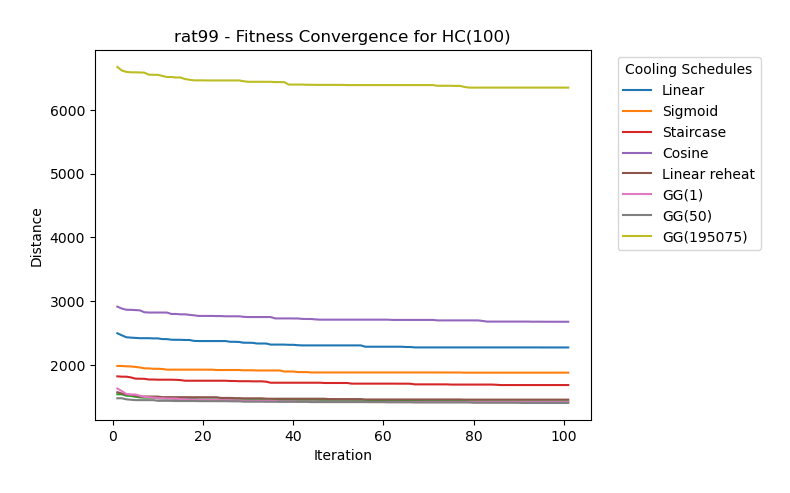 rat99 - Fitness Convergence for HC(100)
Cooling Schedules
Linear
Sigmoid
Staircase
Cosine
Linear reheat
GG(1)
GG(50)
GG(195075)
6000
5000
4000
3000
2000
Distance
0 20 40 60 80 100
Iteration